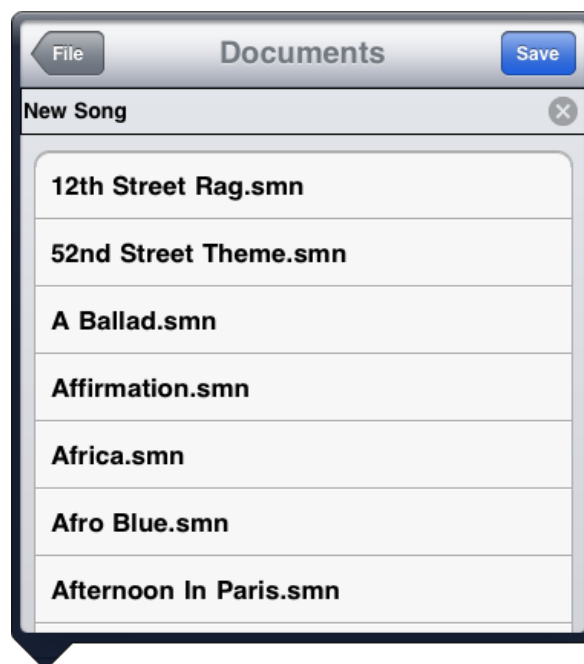 File Documents Save
New Song
12th Street Rag.smn
52nd Street Theme.smn
A Ballad.smn
Affirmation.smn
Africa.smn
Afro Blue.smn
Afternoon In Paris.smn